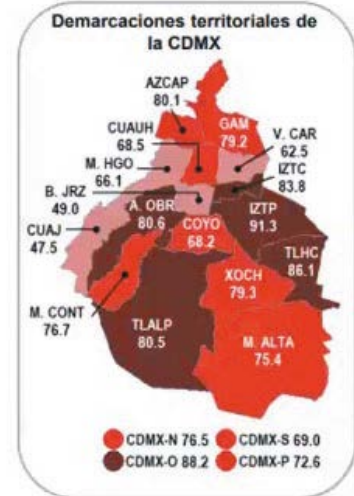 Demarcaciones territoriales de
la CDMX
AZCAP
80.1
GAM
79.2
CUAUH
68.5
V. CAR
62.5
M. HGO
66.1
IZTC
83.8
B. JRZ
49.0
A. OBR
80.6
IZTP
91.3
CUAJ
47.5
COYO
68.2
TLHC
86.1
XOCH
79.3
M. CONT
76.7
TLALP
80.5
M. ALTA
75.4
CDMX-N 76.5 CDMX-S 69.0
CDMX-O 88.2 CDMX-P 72.6